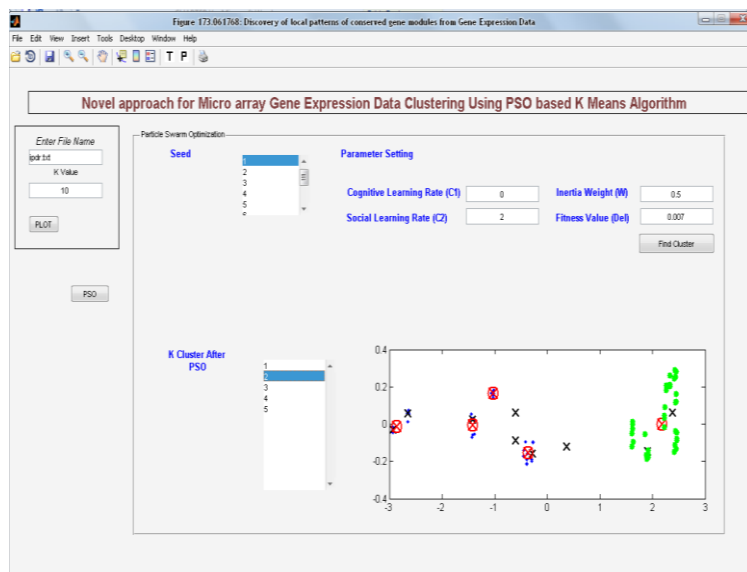 Figure 173.061768: Discovery of local patterns of conserved gene modules from Gene Expression Data
File Edit View Insert Tools Desktop Window Help
T P
Novel approach for Micro array Gene Expression Data Clustering Using PSO based K Means Algorithm
Enter File Name
ipdr.txt
K Value
10
PLOT
PSO
Particle Swarm Optimization
Seed
1
2
3
4
5
6
Parameter Setting
Cognitive Learning Rate (C1) 0 Inertia Weight (W) 0.5
Social Learning Rate (C2) 2 Fitness Value (Del) 0.007
Find Cluster
K Cluster After
PSO
1
2
3
4
5
0.4
0.2
0
-0.2
-0.4
-3 -2 -1 0 1 2 3